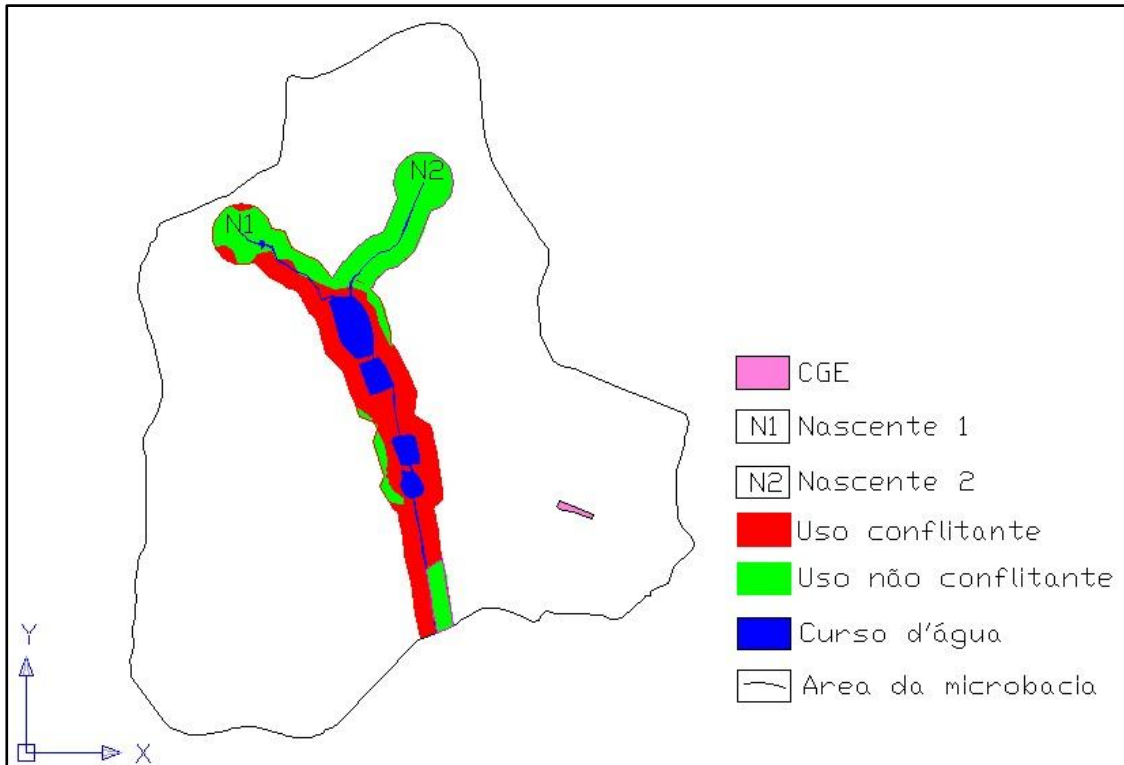 N2
N1
CGE
N1 Nascente 1
N2 Nascente 2
Uso conflitante
Uso não conflitante
Curso d'água
Area da microbacia
Y
X